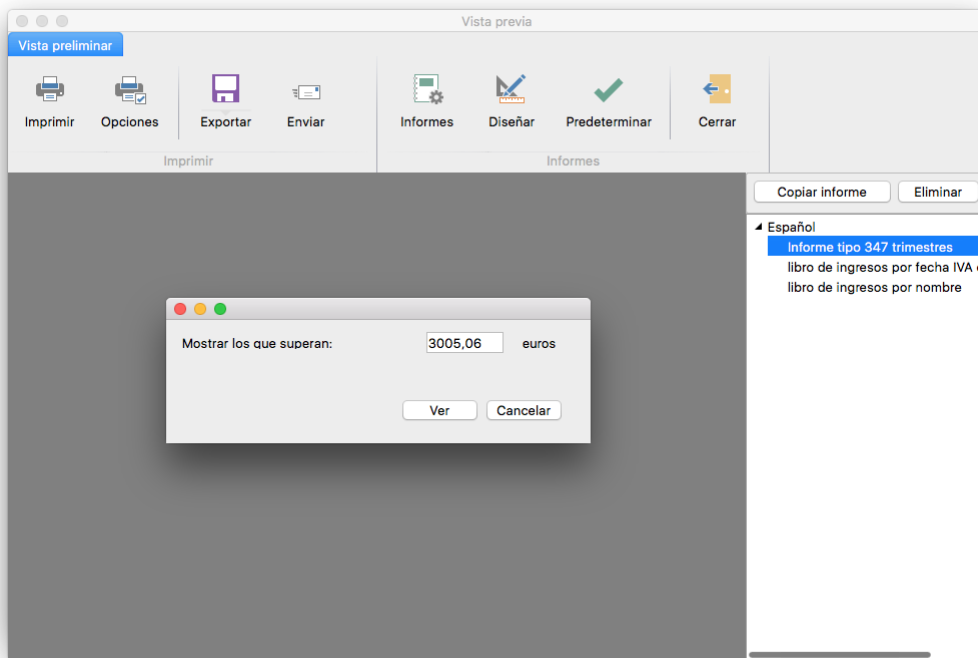 Vista previa
Vista preliminar
Imprimir Opciones Exportar Enviar Informes Diseñar Predeterminar Cerrar
Imprimir Informes
Copiar informe Eliminar
Español
Informe tipo 347 trimestres
libro de ingresos por fecha IVA
libro de ingresos por nombre
Mostrar los que superan: 3005,06 euros
Ver Cancelar